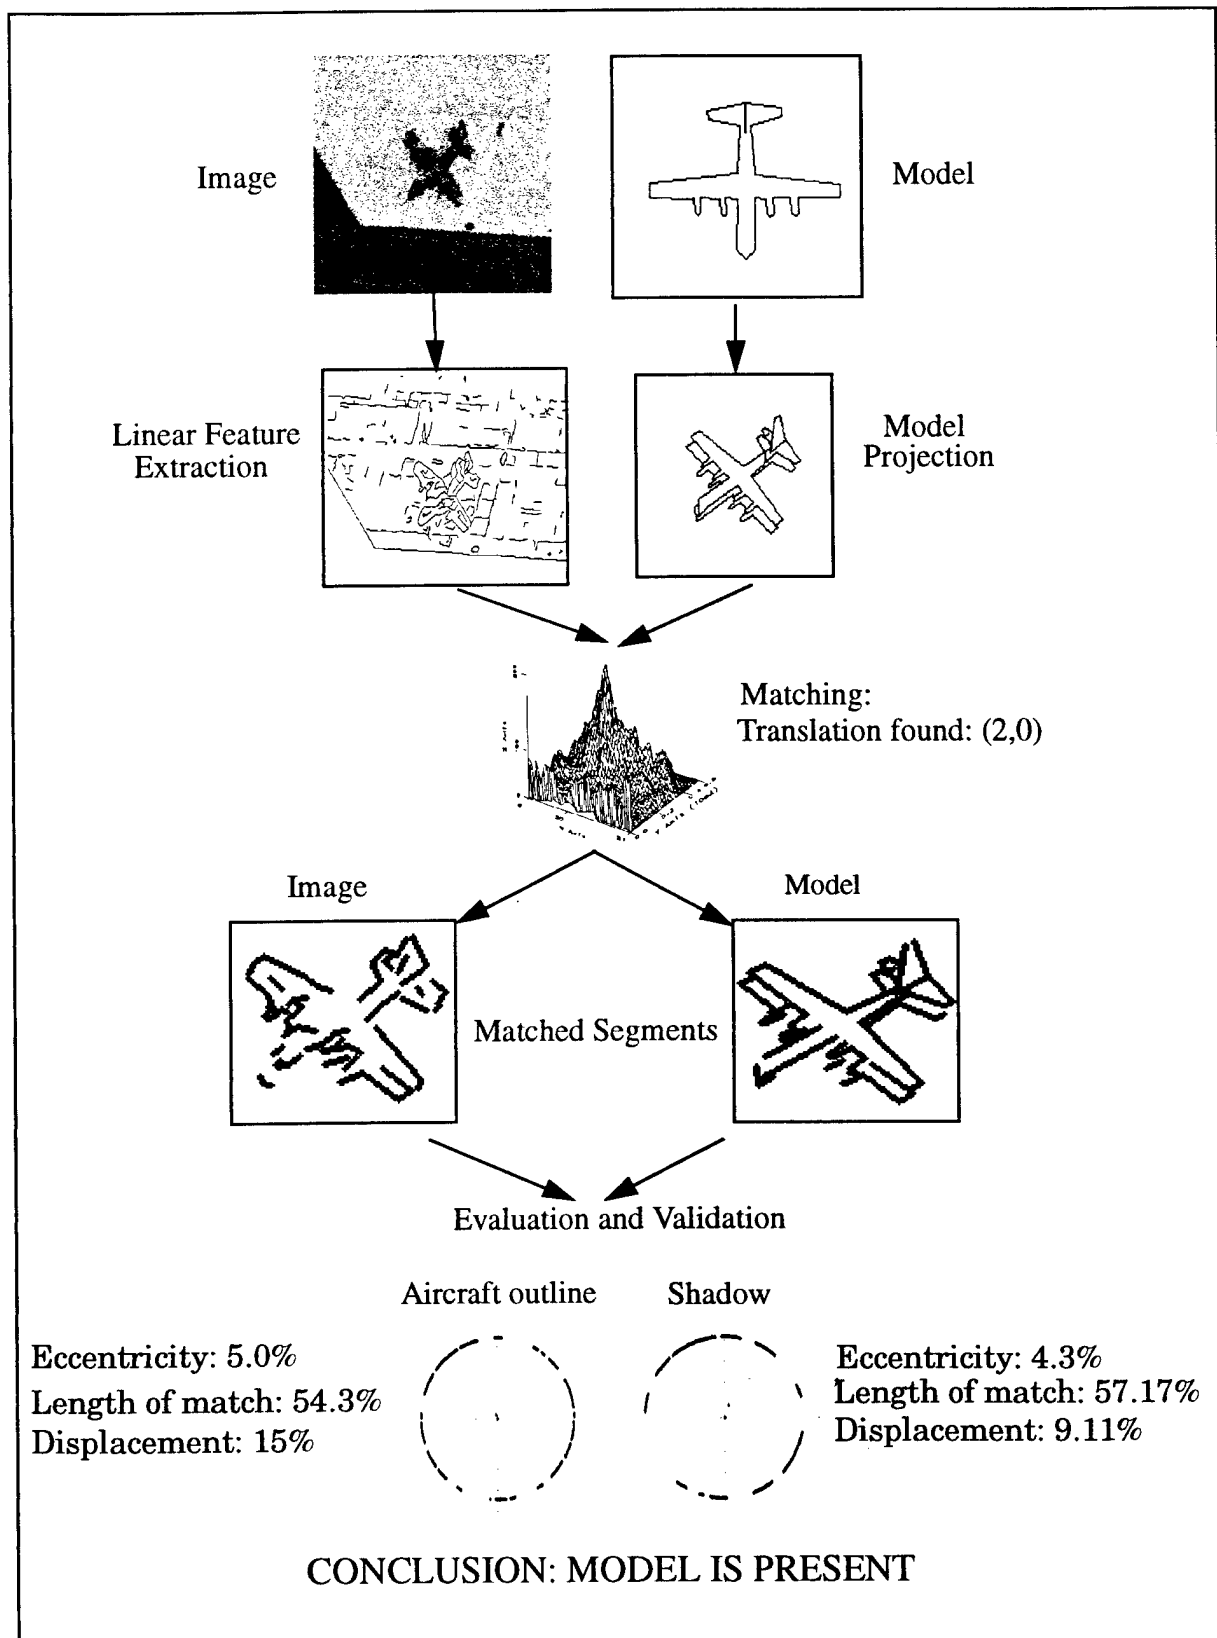 Image
Model
Linear Feature
Extraction
Model
Projection
Matching:
Translation found: (2,0)
Image
Model
Matched Segments
Evaluation and Validation
Aircraft outline
Shadow
Eccentricity: 5.0%
Length of match: 54.3%
Displacement: 15%
Eccentricity: 4.3%
Length of match: 57.17%
Displacement: 9.11%
CONCLUSION: MODEL IS PRESENT